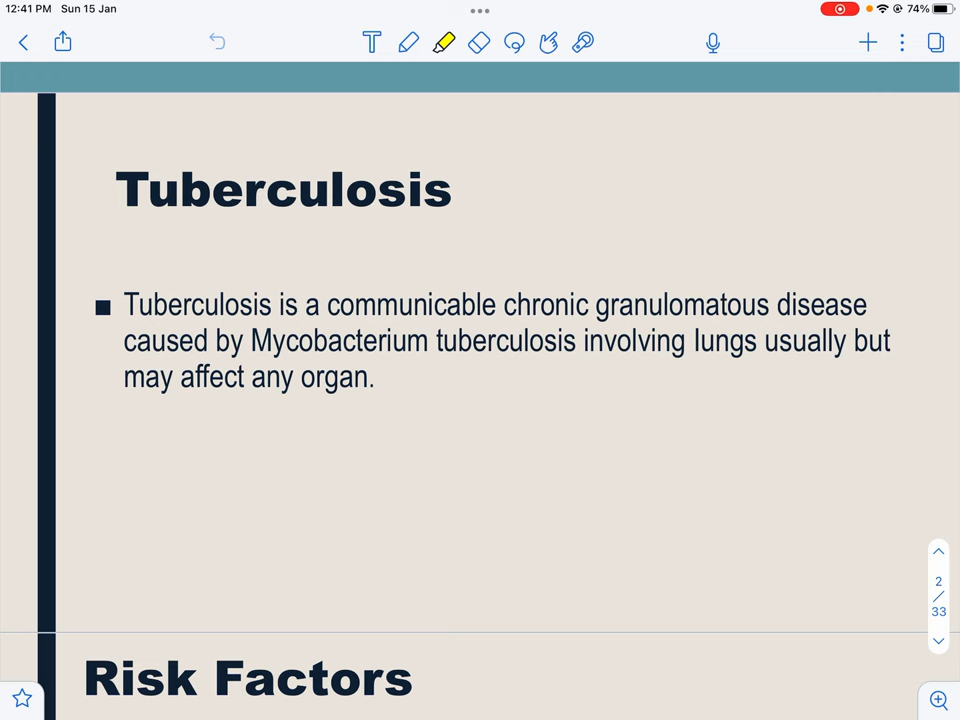 12:41 PM Sun 15 Jan
74%
Tuberculosis
■ Tuberculosis is a communicable chronic granulomatous disease
caused by Mycobacterium tuberculosis involving lungs usually but
may affect any organ.
2
/
33
Risk Factors